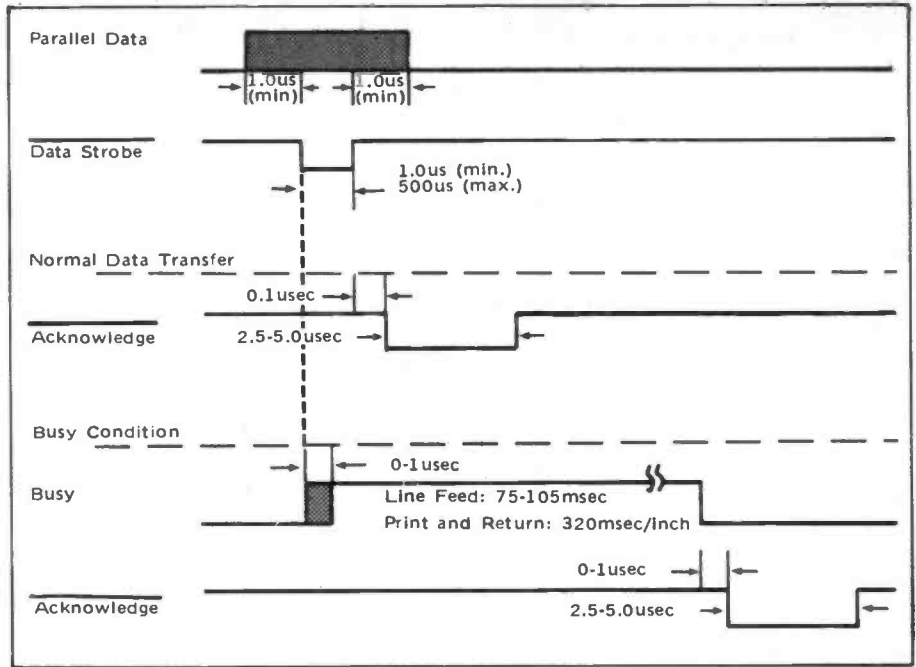 Parallel Data
1.0us 1.0us
(min) (min)
Data Strobe
1.0us (min.)
500us (max.)
Normal Data Transfer
0.1usec
Acknowledge
2.5-5.0usec
Busy Condition
0-1usec
Busy
Line Feed: 75-105msec
Print and Return: 320msec/inch
0-1usec
Acknowledge
2.5-5.0usec